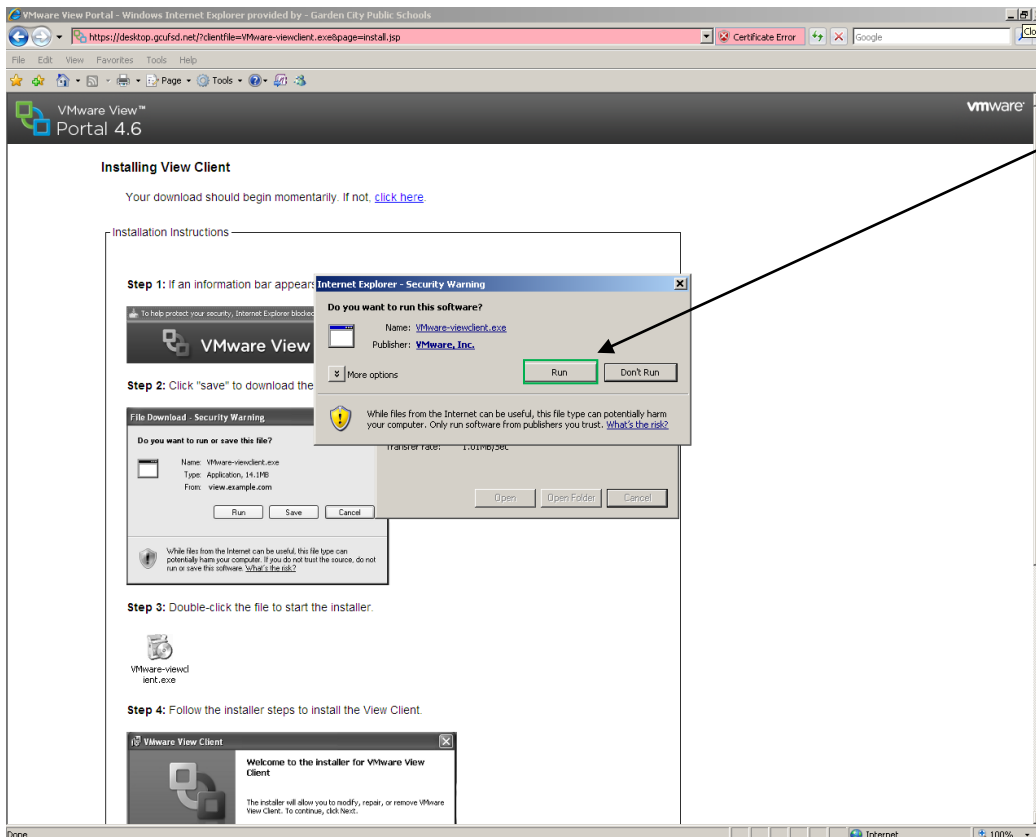 VMware View Portal - Windows Internet Explorer provided by - Garden City Public Schools
https://desktop.gcufsd.net/?clientfile=VMware-viewclient.exe&page=install.jsp
Certificate Error
Google
Clo
File Edit View Favorites Tools Help
Page Tools
VMware View™
Portal 4.6
vmware
Installing View Client
Your download should begin momentarily. If not, click here.
Installation Instructions
Step 1: If an information bar appears
To help protect your security, Internet Explorer blocked
VMware View
Internet Explorer - Security Warning
Do you want to run this software?
Name: VMware-viewclient.exe
Publisher: VMware, Inc.
More options
Run
Don't Run
While files from the Internet can be useful, this file type can potentially harm
your computer. Only run software from publishers you trust. What's the risk?
Transfer rate: 1.01MB/Sec
Open
Open Folder
Cancel
Step 2: Click "save" to download the
File Download - Security Warning
Do you want to run or save this file?
Name: VMware-viewclient.exe
Type: Application, 14.1MB
From: view.example.com
Run
Save
Cancel
While files from the Internet can be useful, this file type can
potentially harm your computer. If you do not trust the source, do not
run or save this software. What's the risk?
Step 3: Double-click the file to start the installer.
VMware-viewcl
ient.exe
Step 4: Follow the installer steps to install the View Client.
VMware View Client
Welcome to the installer for VMware View
Client
The installer will allow you to modify, repair, or remove VMware
View Client. To continue, click Next.
Done
Internet
100%